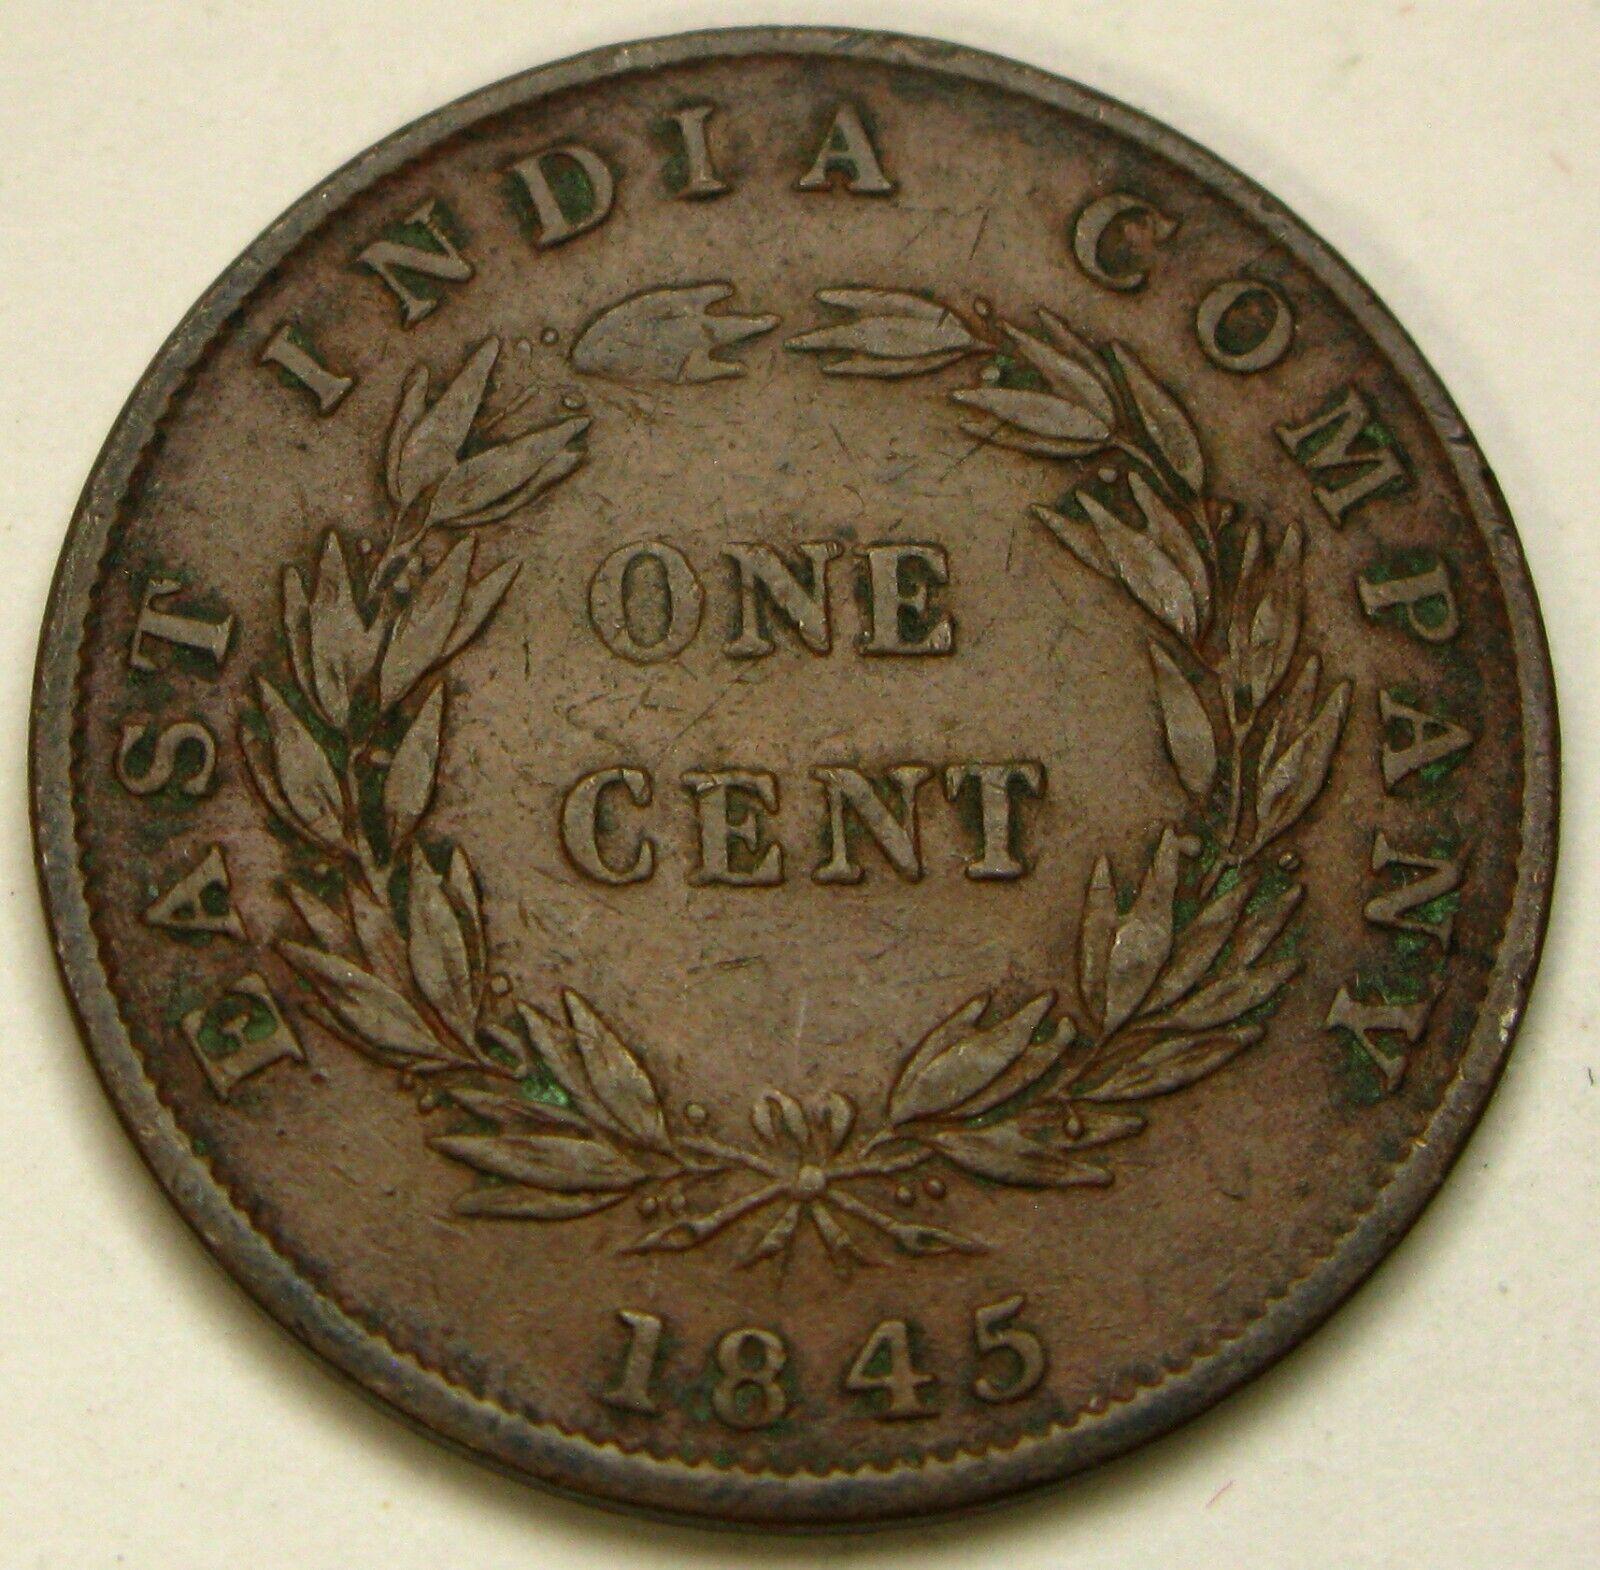 EAST INDIA COMPANY
ONE
CENT
1845